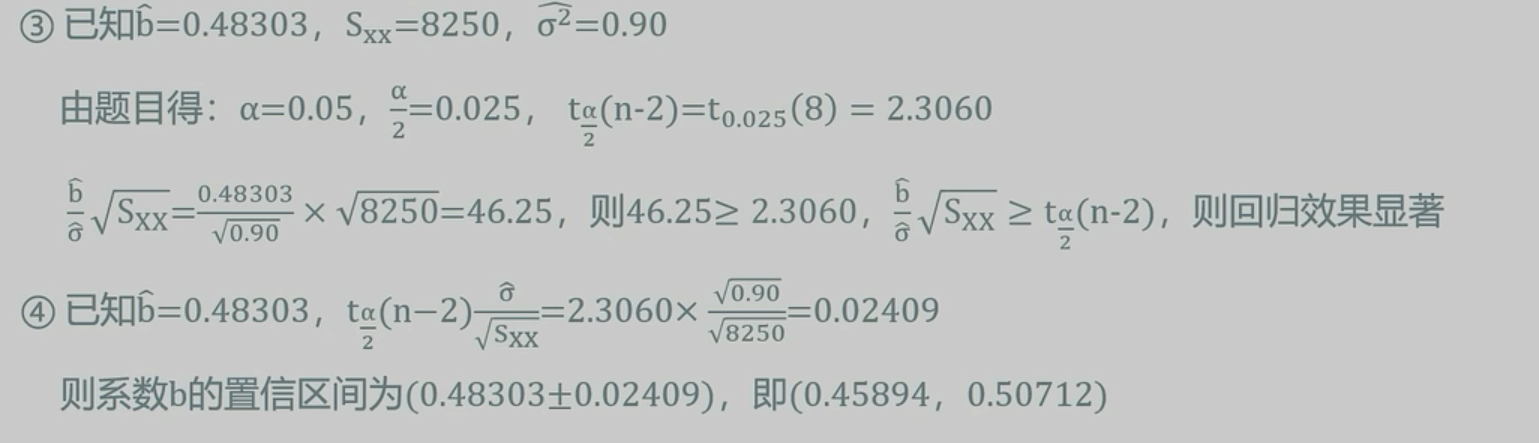 ③ 已知b̂=0.48303，Sxx=8250，σ̂²=0.90
由题目得：α=0.05，α/2=0.025， tα/2(n-2)=t0.025(8) = 2.3060
b̂/σ̂ √SXX=0.48303/√0.90 × √8250=46.25，则46.25≥ 2.3060，b̂/σ̂ √SXX ≥ tα/2(n-2)，则回归效果显著
④ 已知b̂=0.48303，tα/2(n−2) σ̂/√SXX=2.3060× √0.90/√8250=0.02409
则系数b的置信区间为(0.48303±0.02409)，即(0.45894，0.50712)